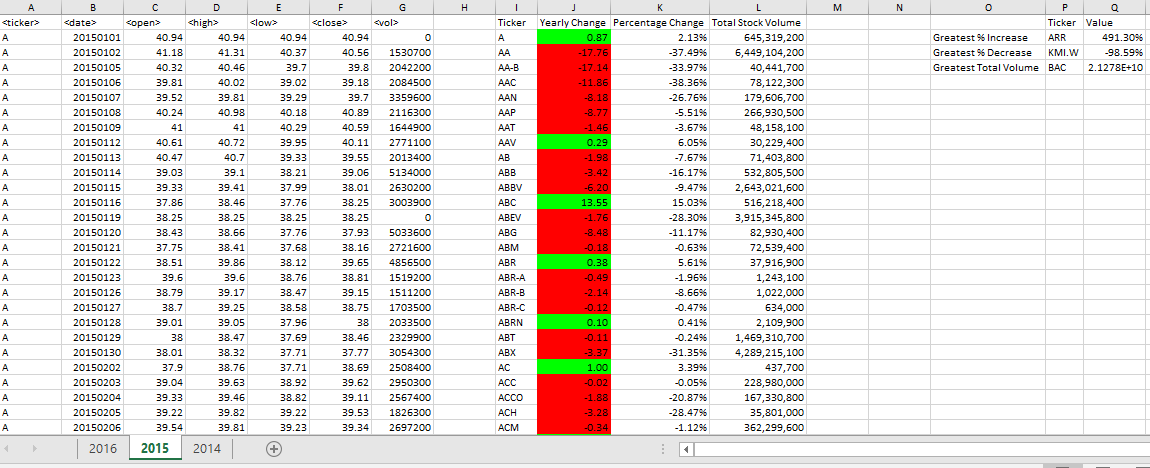 A B C D E F G H I J K L M N O P Q
<ticker> <date> <open> <high> <low> <close> <vol> Ticker Yearly Change Percentage Change Total Stock Volume Ticker Value
A 20150101 40.94 40.94 40.94 40.94 0 A 0.87 2.13% 645,319,200 Greatest % Increase ARR 491.30%
A 20150102 41.18 41.31 40.37 40.56 1530700 AA -17.76 -37.49% 6,449,104,200 Greatest % Decrease KMI.W -98.59%
A 20150105 40.32 40.46 39.7 39.8 2042200 AA-B -17.14 -33.97% 40,441,700 Greatest Total Volume BAC 2.1278E+10
A 20150106 39.81 40.02 39.02 39.18 2084500 AAC -11.86 -38.36% 78,122,300
A 20150107 39.52 39.81 39.29 39.7 3359600 AAN -8.18 -26.76% 179,606,700
A 20150108 40.24 40.98 40.18 40.89 2116300 AAP -8.77 -5.51% 266,930,500
A 20150109 41 41 40.29 40.59 1644900 AAT -1.46 -3.67% 48,158,100
A 20150112 40.61 40.72 39.95 40.11 2771100 AAV 0.29 6.05% 30,229,400
A 20150113 40.47 40.7 39.33 39.55 2013400 AB -1.98 -7.67% 71,403,800
A 20150114 39.03 39.1 38.21 39.06 5134000 ABB -3.42 -16.17% 532,805,500
A 20150115 39.33 39.41 37.99 38.01 2630200 ABBV -6.20 -9.47% 2,643,021,600
A 20150116 37.86 38.46 37.76 38.25 3003900 ABC 13.55 15.03% 516,218,400
A 20150119 38.25 38.25 38.25 38.25 0 ABEV -1.76 -28.30% 3,915,345,800
A 20150120 38.43 38.66 37.76 37.93 5033600 ABG -8.48 -11.17% 82,930,400
A 20150121 37.75 38.41 37.68 38.16 2721600 ABM -0.18 -0.63% 72,539,400
A 20150122 38.51 39.86 38.12 39.65 4856500 ABR 0.38 5.61% 37,916,900
A 20150123 39.6 39.6 38.76 38.81 1519200 ABR-A -0.49 -1.96% 1,243,100
A 20150126 38.79 39.17 38.47 39.15 1511200 ABR-B -2.14 -8.66% 1,022,000
A 20150127 38.7 39.25 38.58 38.75 1703500 ABR-C -0.12 -0.47% 634,000
A 20150128 39.01 39.05 37.96 38 2033500 ABRN 0.10 0.41% 2,109,900
A 20150129 38 38.47 37.69 38.46 2329900 ABT -0.11 -0.24% 1,469,310,700
A 20150130 38.01 38.32 37.71 37.77 3054300 ABX -3.37 -31.35% 4,289,215,100
A 20150202 37.9 38.76 37.71 38.69 2508400 AC 1.00 3.39% 437,700
A 20150203 39.04 39.63 38.92 39.62 2950300 ACC -0.02 -0.05% 228,980,000
A 20150204 39.33 39.46 38.82 39.11 2567400 ACCO -1.88 -20.87% 167,330,800
A 20150205 39.22 39.82 39.22 39.53 1826300 ACH -3.28 -28.47% 35,801,000
A 20150206 39.54 39.81 39.23 39.34 2697200 ACM -0.34 -1.12% 362,299,600
2016 2015 2014